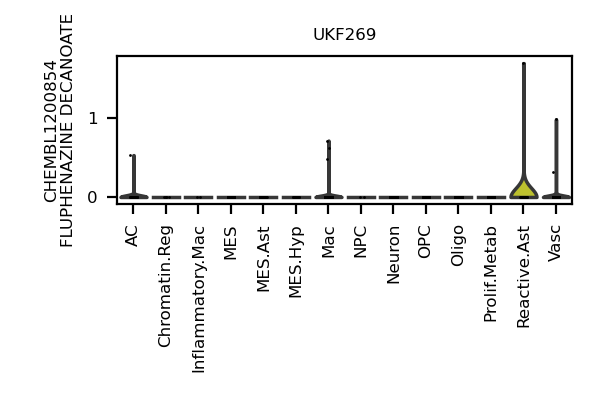 UKF269
CHEMBL1200854
FLUPHENAZINE DECANOATE
1
0
AC
Chromatin.Reg
Inflammatory.Mac
MES
MES.Ast
MES.Hyp
Mac
NPC
Neuron
OPC
Oligo
Prolif.Metab
Reactive.Ast
Vasc